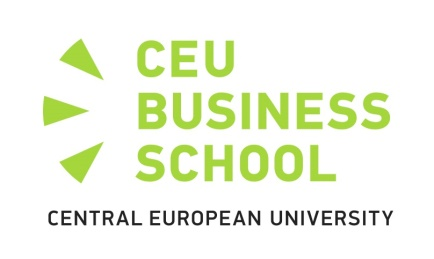 CEU
BUSINESS
SCHOOL
CENTRAL EUROPEAN UNIVERSITY